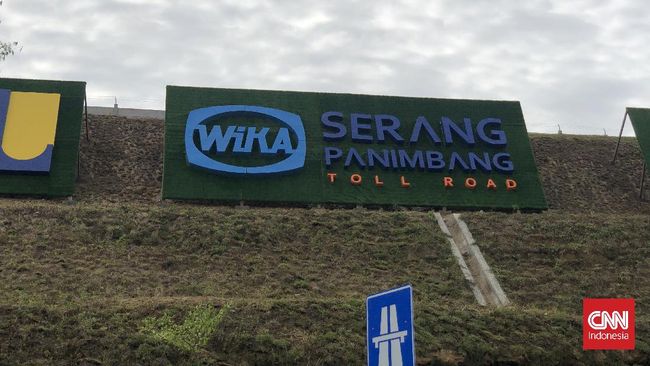 WiKA
SERANG
PANIMBANG
TOLL ROAD
CNN
Indonesia